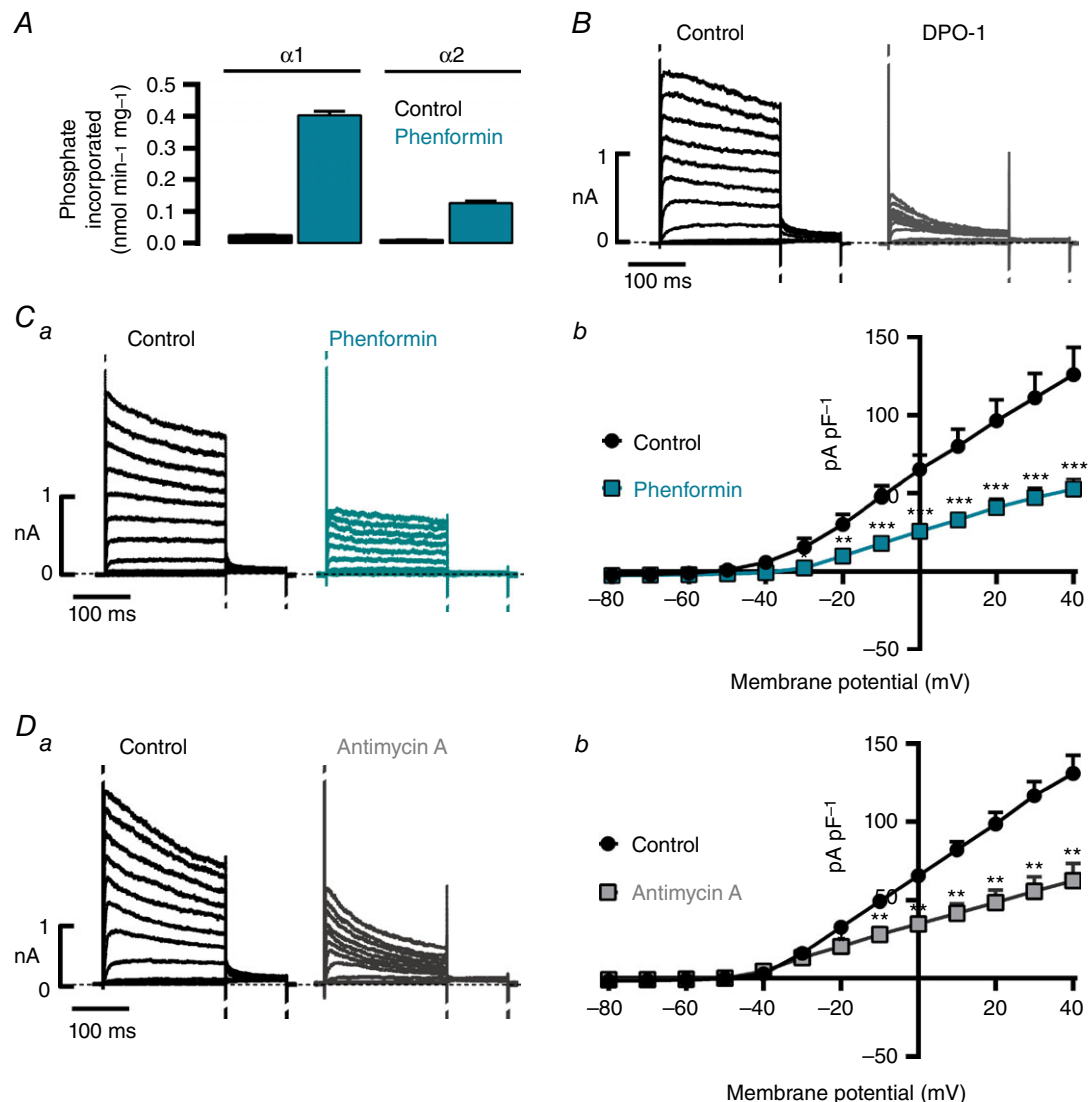 A
α1
α2
0.5
0.4
0.3
0.2
0.1
0.0
Phosphate
incorporated
(nmol min–1 mg–1)
Control
Phenformin
B
Control
DPO-1
1
nA
0
100 ms
C
a
Control
Phenformin
1
nA
0
100 ms
b
150
100
50
–50
pA pF–1
Control
Phenformin
* ** *** *** *** *** *** ***
–80 –60 –40 –20 20 40
Membrane potential (mV)
D
a
Control
Antimycin A
1
nA
0
100 ms
b
150
100
50
–50
pA pF–1
Control
Antimycin A
* ** ** ** ** ** **
–80 –60 –40 –20 20 40
Membrane potential (mV)